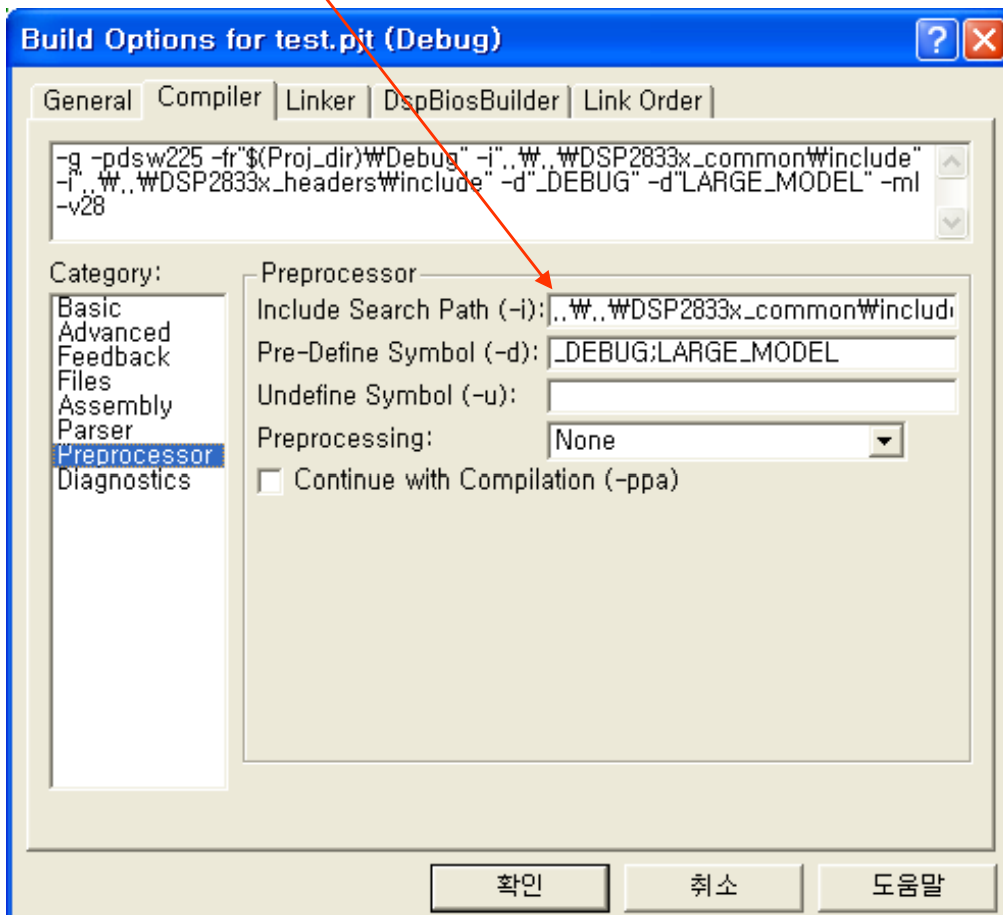 Build Options for test.pjt (Debug)
General Compiler Linker DspBiosBuilder Link Order
-g -pdsw225 -fr"$(Proj_dir)₩Debug" -i"..₩..₩DSP2833x_common₩include"
-i"..₩..₩DSP2833x_headers₩include" -d"_DEBUG" -d"LARGE_MODEL" -ml
-v28
Category:
Basic
Advanced
Feedback
Files
Assembly
Parser
Preprocessor
Diagnostics
Preprocessor
Include Search Path (-i): ..₩..₩DSP2833x_common₩includ
Pre-Define Symbol (-d): _DEBUG;LARGE_MODEL
Undefine Symbol (-u):
Preprocessing: None
Continue with Compilation (-ppa)
확인 취소 도움말